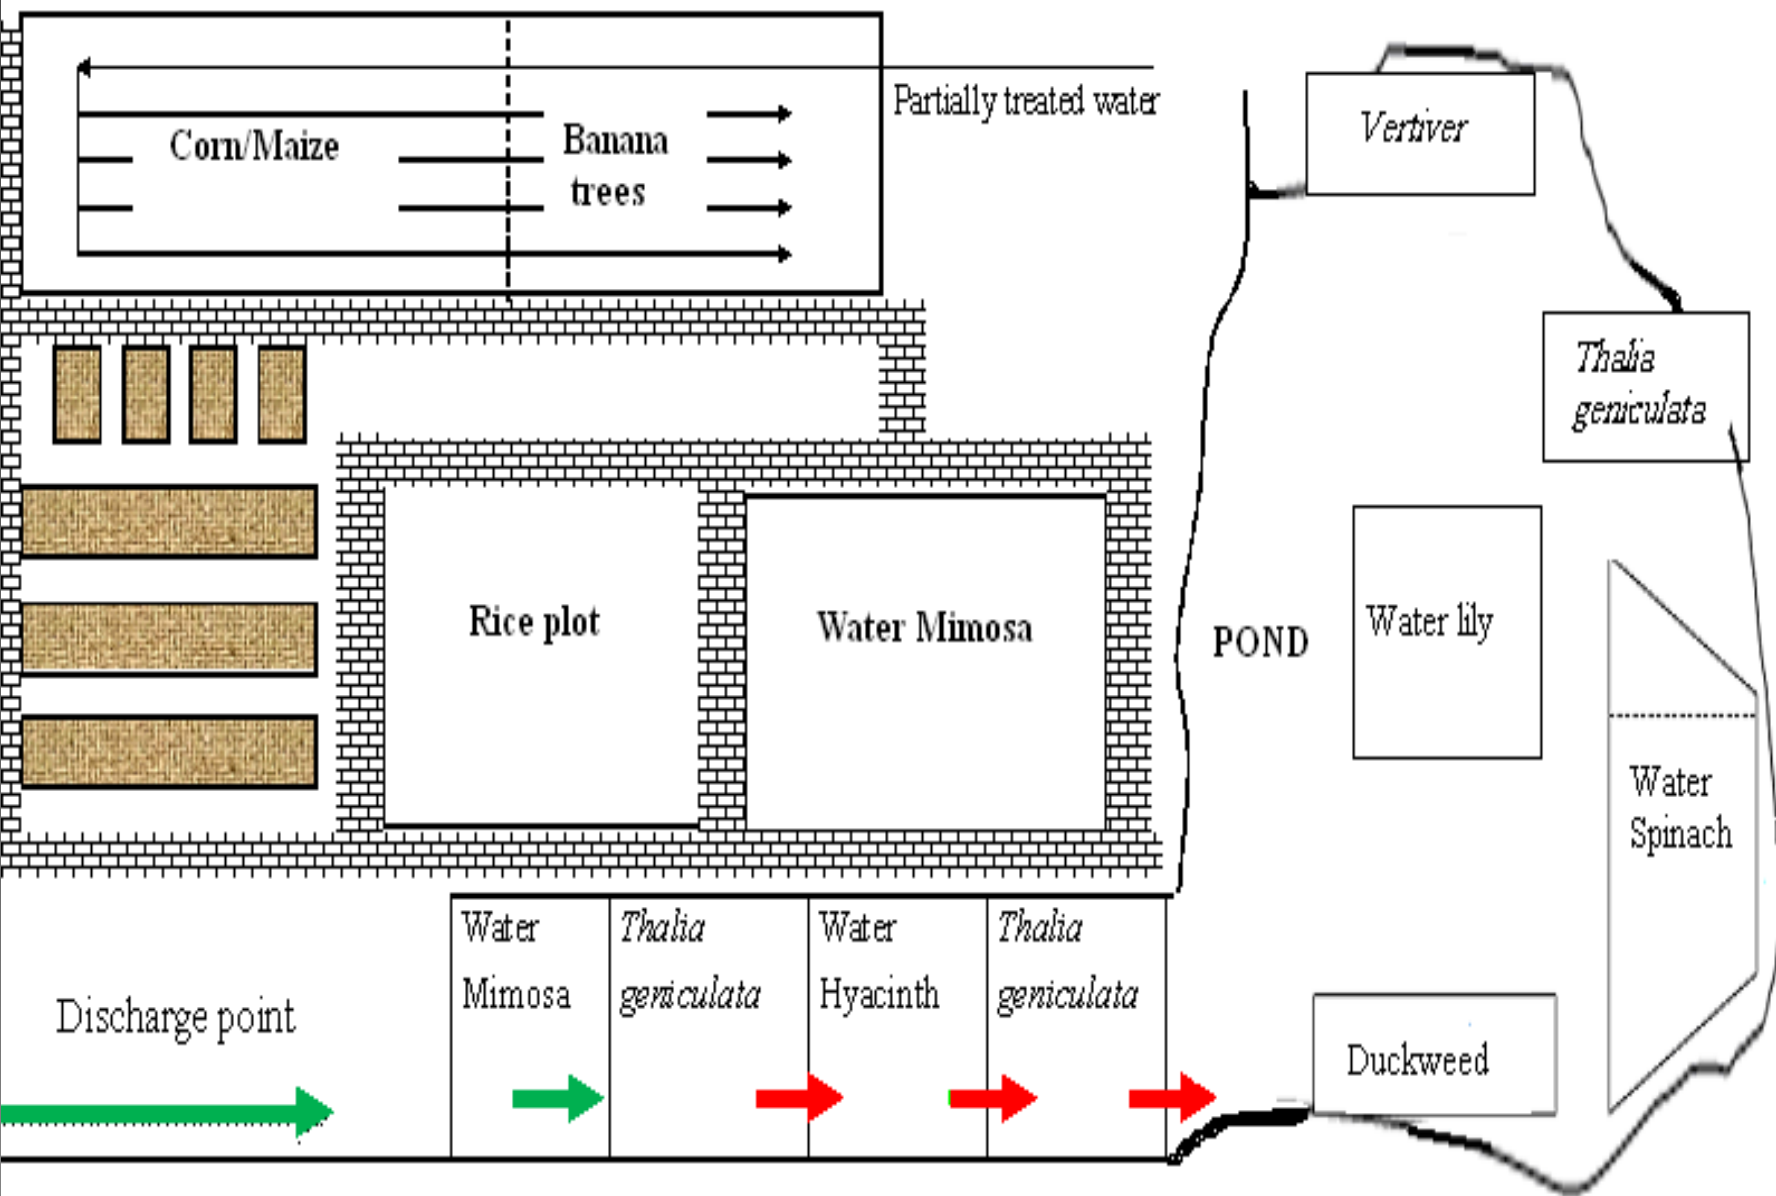 Partially treated water
Corn/Maize
Banana
trees
Vertiver
Thalia
geniculata
Rice plot
Water Mimosa
POND
Water lily
Water
Spinach
Discharge point
Water
Mimosa
Thalia
geniculata
Water
Hyacinth
Thalia
geniculata
Duckweed